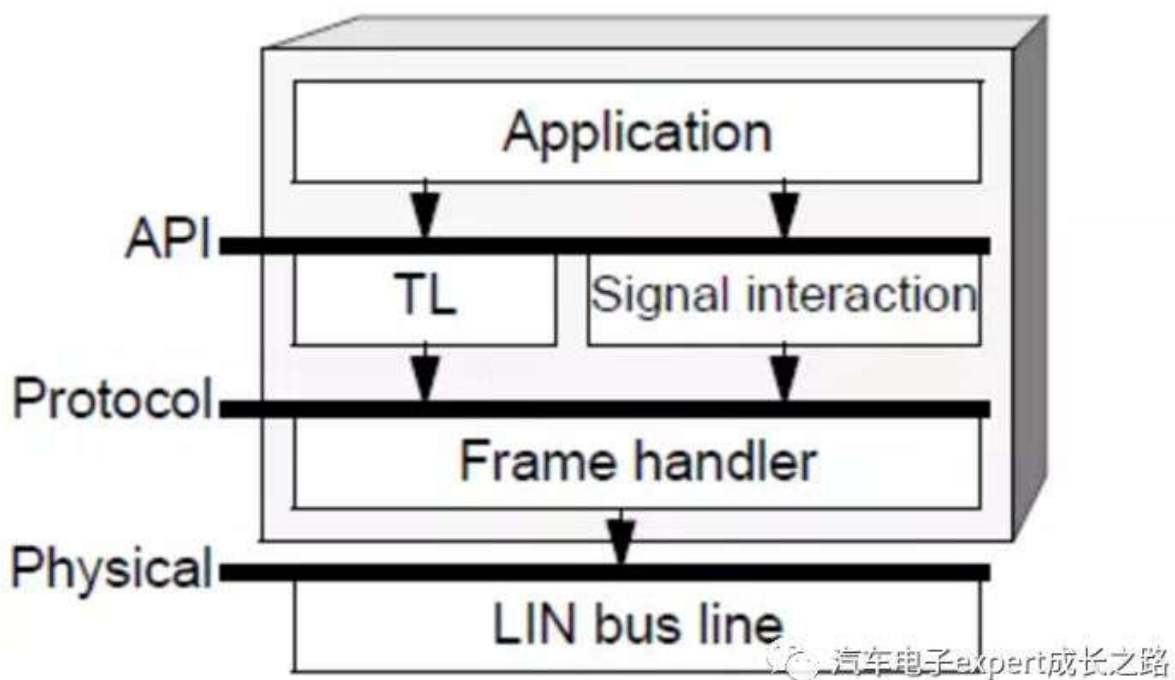 Application
API
TL
Signal interaction
Protocol
Frame handler
Physical
LIN bus line
汽车电子expert成长之路